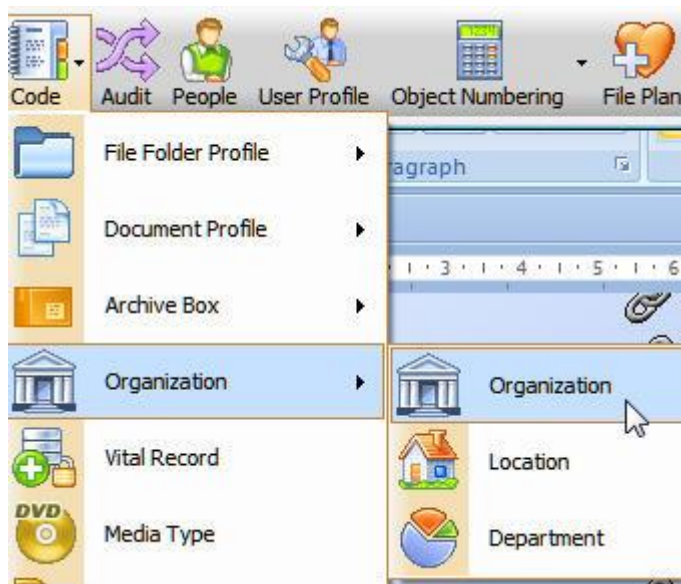 Code Audit People User Profile Object Numbering File Plan
File Folder Profile
agraph
Document Profile
3 4 5 6
Archive Box
Organization
Organization
Vital Record
Location
DVD
Media Type
Department